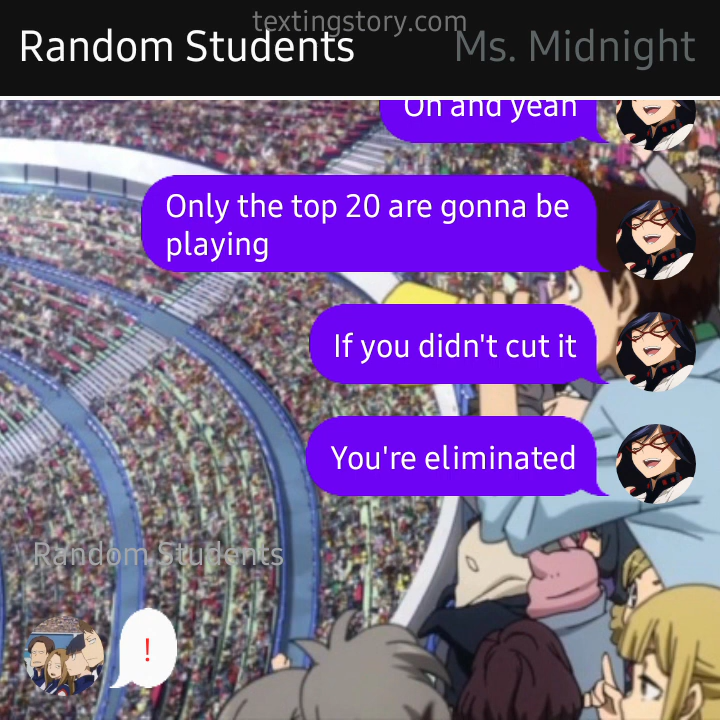 textingstory.com
Random Students
Ms. Midnight
Oh and yeah
Only the top 20 are gonna be
playing
If you didn't cut it
You're eliminated
Random Students
!